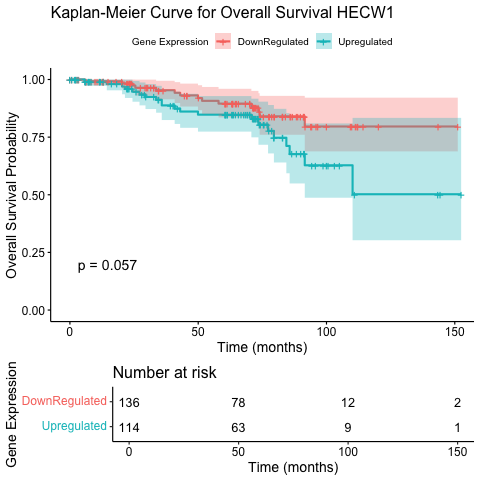 Kaplan-Meier Curve for Overall Survival HECW1
Gene Expression DownRegulated Upregulated
Overall Survival Probability
1.00
0.75
0.50
0.25
0.00
p = 0.057
0 50 100 150
Time (months)
Number at risk
Gene Expression
DownRegulated 136 78 12 2
Upregulated 114 63 9 1
0 50 100 150
Time (months)